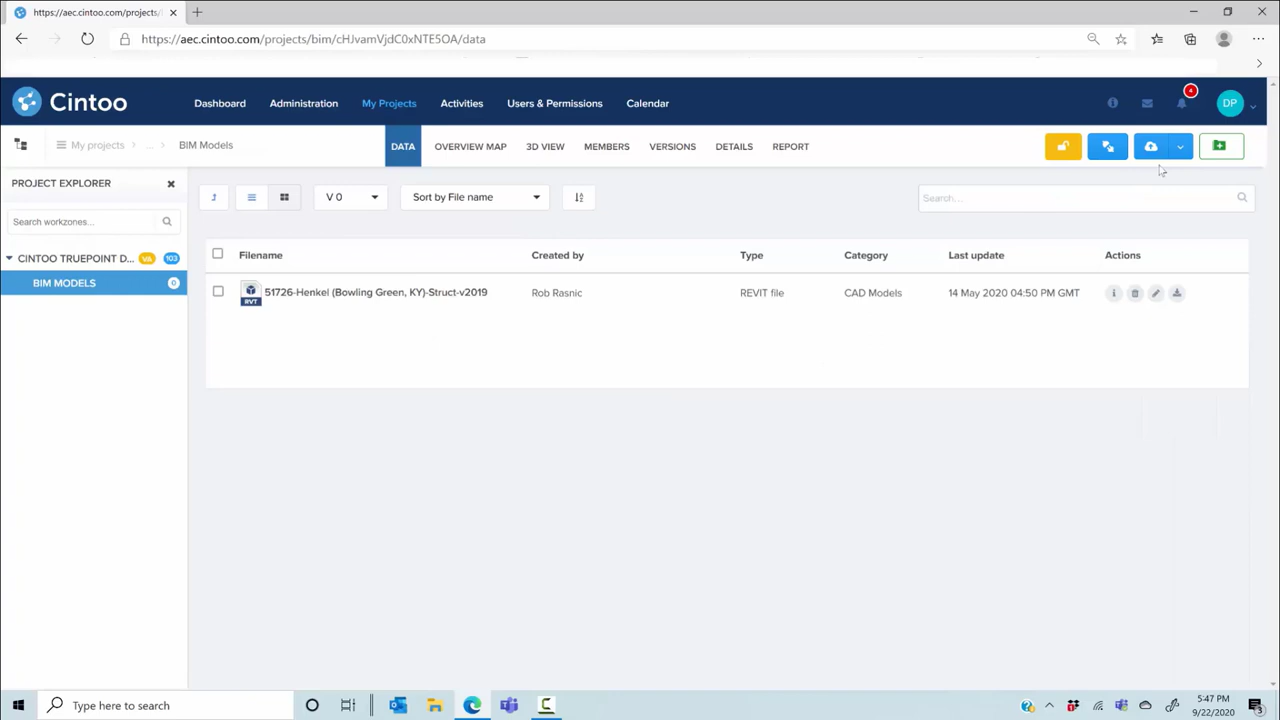 https://aec.cintoo.com/projects/
https://aec.cintoo.com/projects/bim/cHJvamVjdC0xNTE5OA/data
Cintoo
Dashboard
Administration
My Projects
Activities
Users & Permissions
Calendar
4
DP
My projects
...
BIM Models
DATA
OVERVIEW MAP
3D VIEW
MEMBERS
VERSIONS
DETAILS
REPORT
PROJECT EXPLORER
Search workzones...
CINTOO TRUEPOINT D...
VA
103
BIM MODELS
0
V 0
Sort by File name
Search...
Filename
Created by
Type
Category
Last update
Actions
RVT
51726-Henkel (Bowling Green, KY)-Struct-v2019
Rob Rasnic
REVIT file
CAD Models
14 May 2020 04:50 PM GMT
Type here to search
5:47 PM
9/22/2020
3